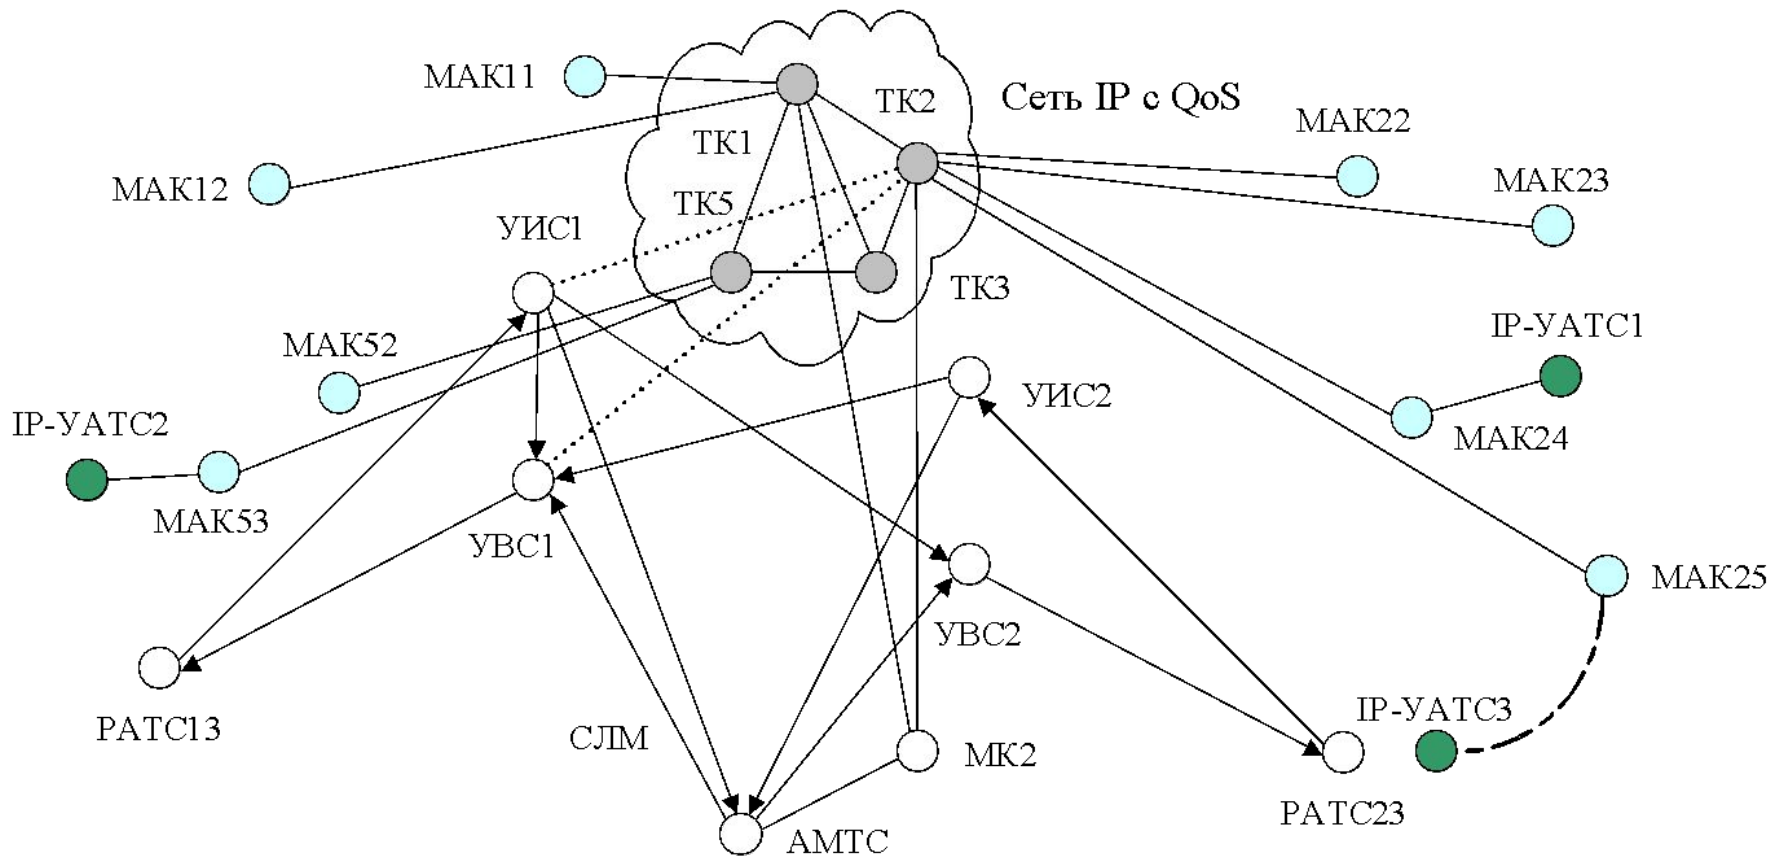 МАК11
ТК2
Сеть IP с QoS
МАК22
ТК1
МАК12
МАК23
ТК5
УИС1
ТК3
МАК52
IP-УАТС1
УИС2
IP-УАТС2
МАК24
МАК53
УВС1
МАК25
УВС2
РАТС13
СЛМ
IP-УАТС3
МК2
РАТС23
АМТС